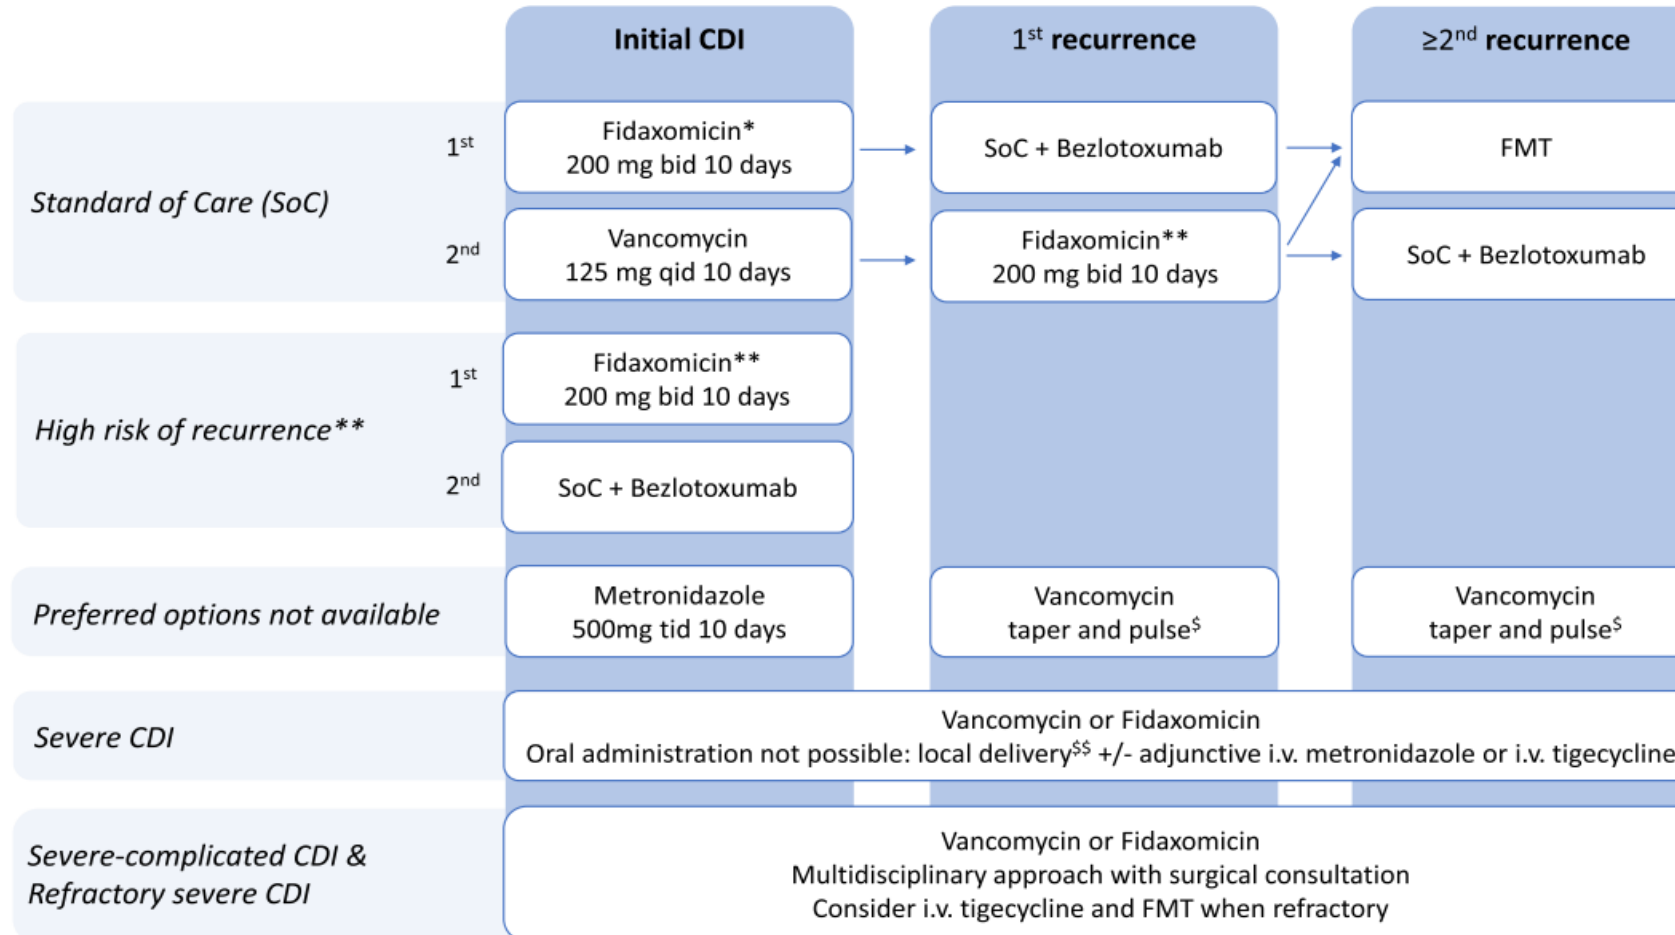 Initial CDI
1st recurrence
≥2nd recurrence
Standard of Care (SoC)
1st
Fidaxomicin*
200 mg bid 10 days
SoC + Bezlotoxumab
FMT
2nd
Vancomycin
125 mg qid 10 days
Fidaxomicin**
200 mg bid 10 days
SoC + Bezlotoxumab
High risk of recurrence**
1st
Fidaxomicin**
200 mg bid 10 days
2nd
SoC + Bezlotoxumab
Preferred options not available
Metronidazole
500mg tid 10 days
Vancomycin
taper and pulse$
Vancomycin
taper and pulse$
Severe CDI
Vancomycin or Fidaxomicin
Oral administration not possible: local delivery$$ +/- adjunctive i.v. metronidazole or i.v. tigecycline
Severe-complicated CDI &
Refractory severe CDI
Vancomycin or Fidaxomicin
Multidisciplinary approach with surgical consultation
Consider i.v. tigecycline and FMT when refractory